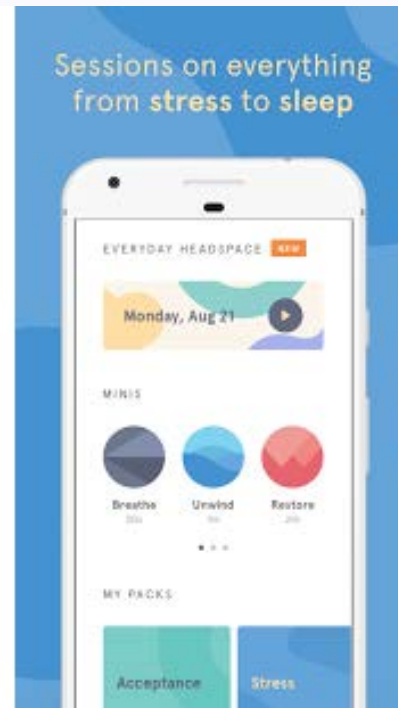 Sessions on everything
from stress to sleep
EVERYDAY HEADSPACE NEW
Monday, Aug 21
MINIS
Breathe Unwind Restore
MY PACKS
Acceptance Stress